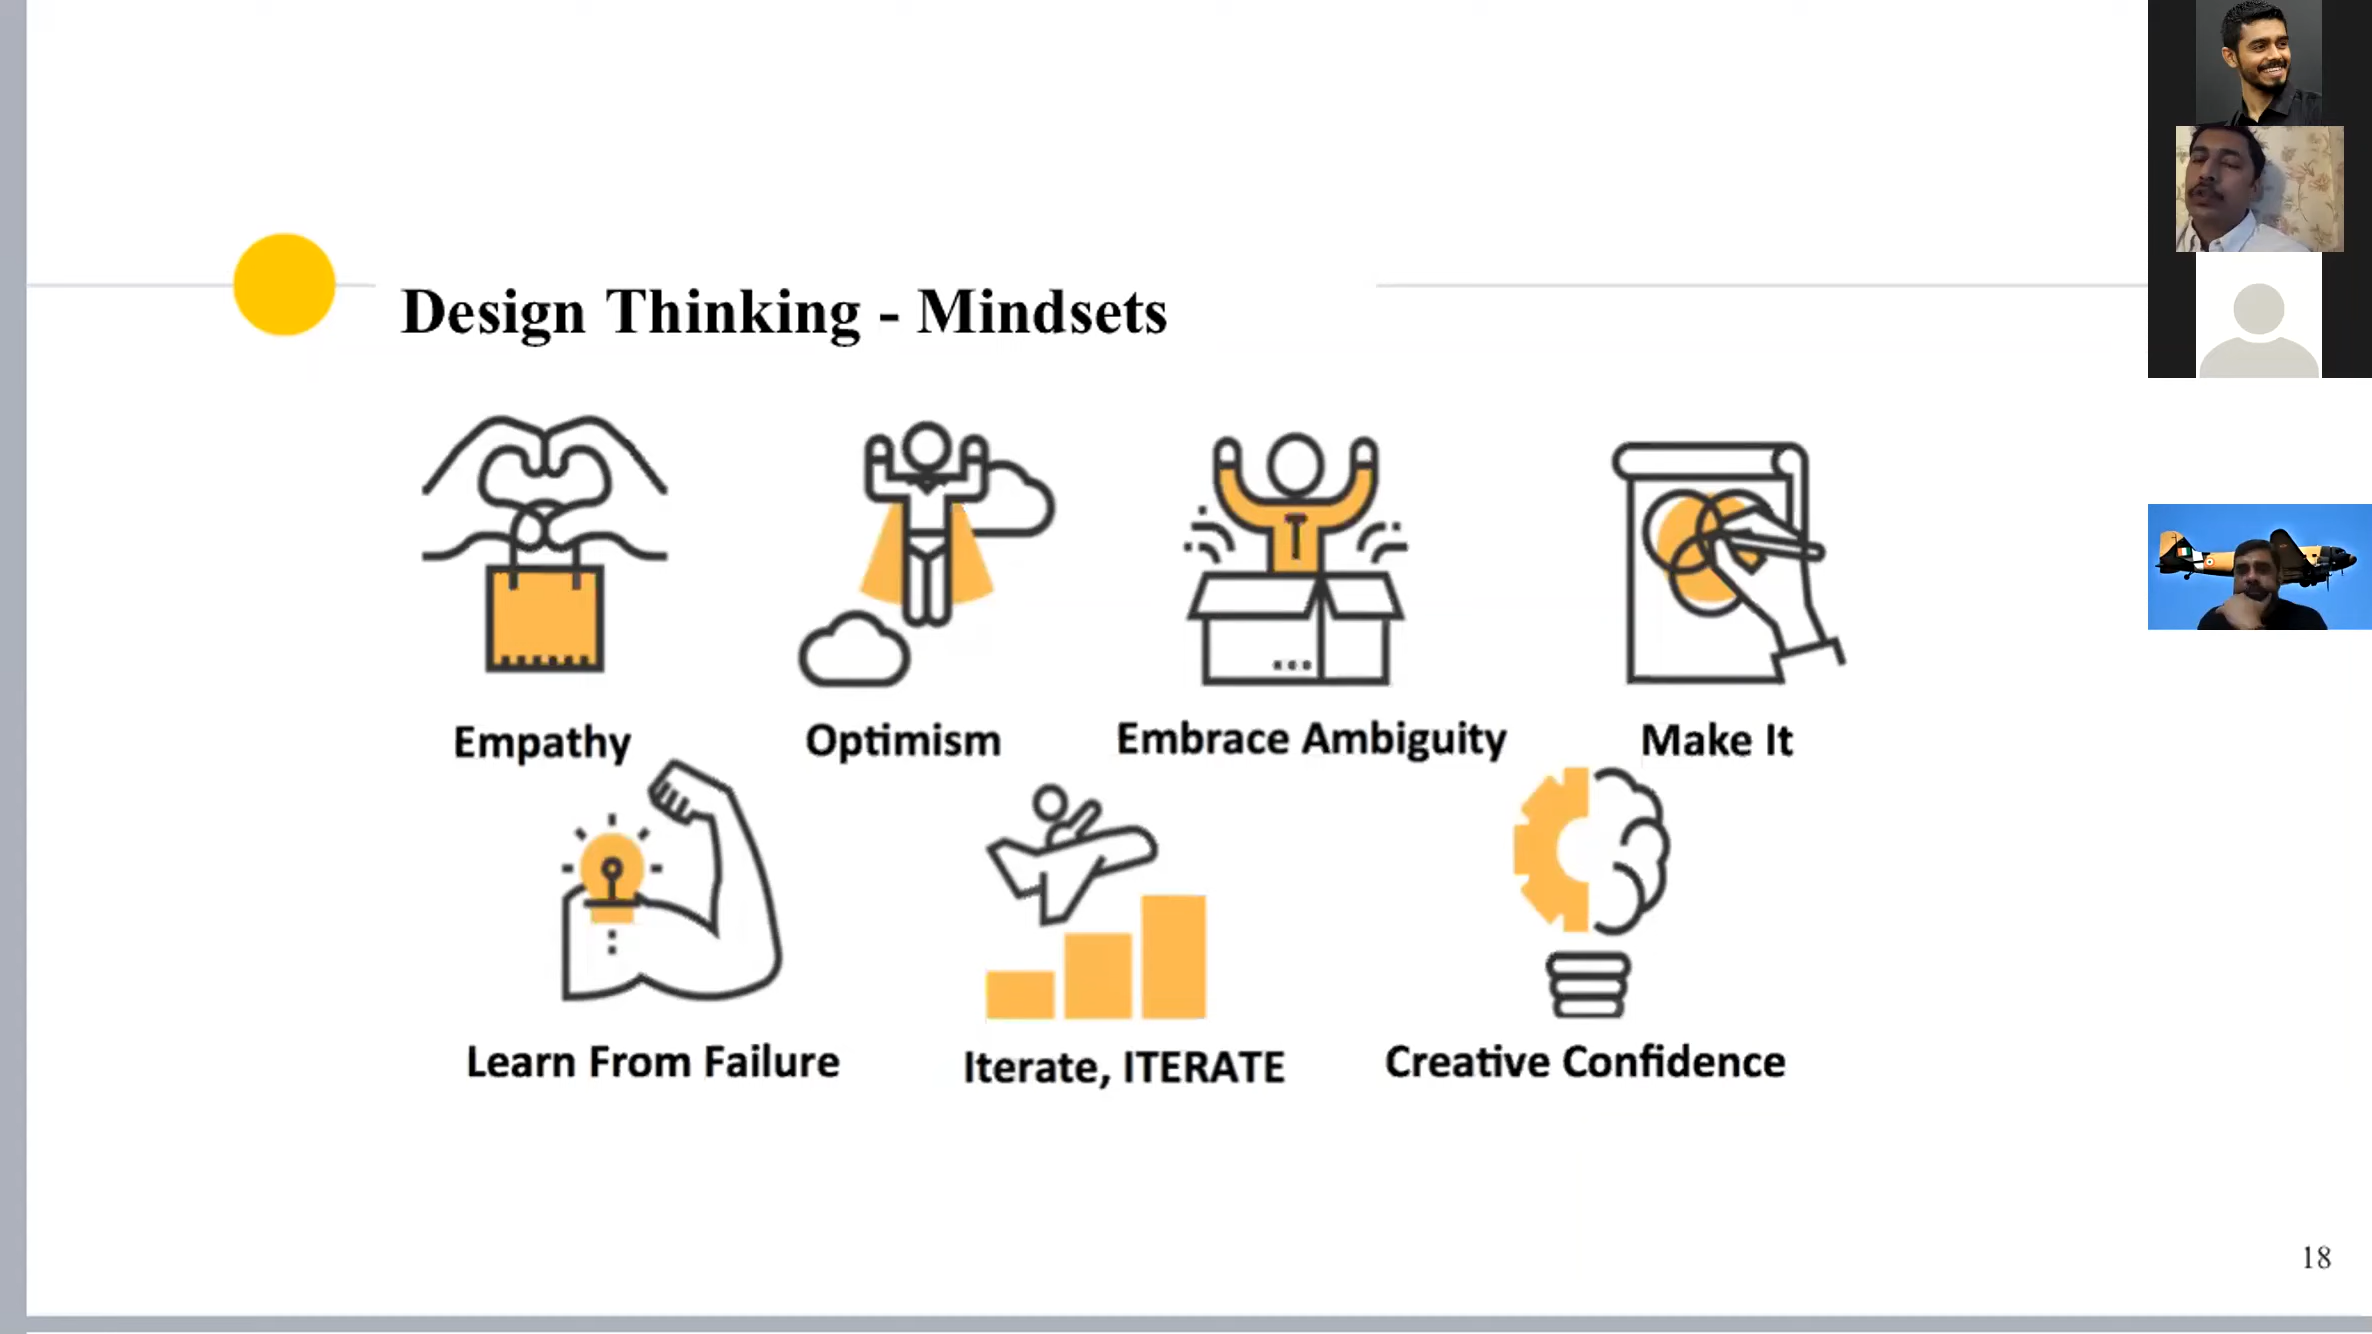 Design Thinking - Mindsets
Empathy
Optimism
Embrace Ambiguity
Make It
Learn From Failure
Iterate, ITERATE
Creative Confidence
18